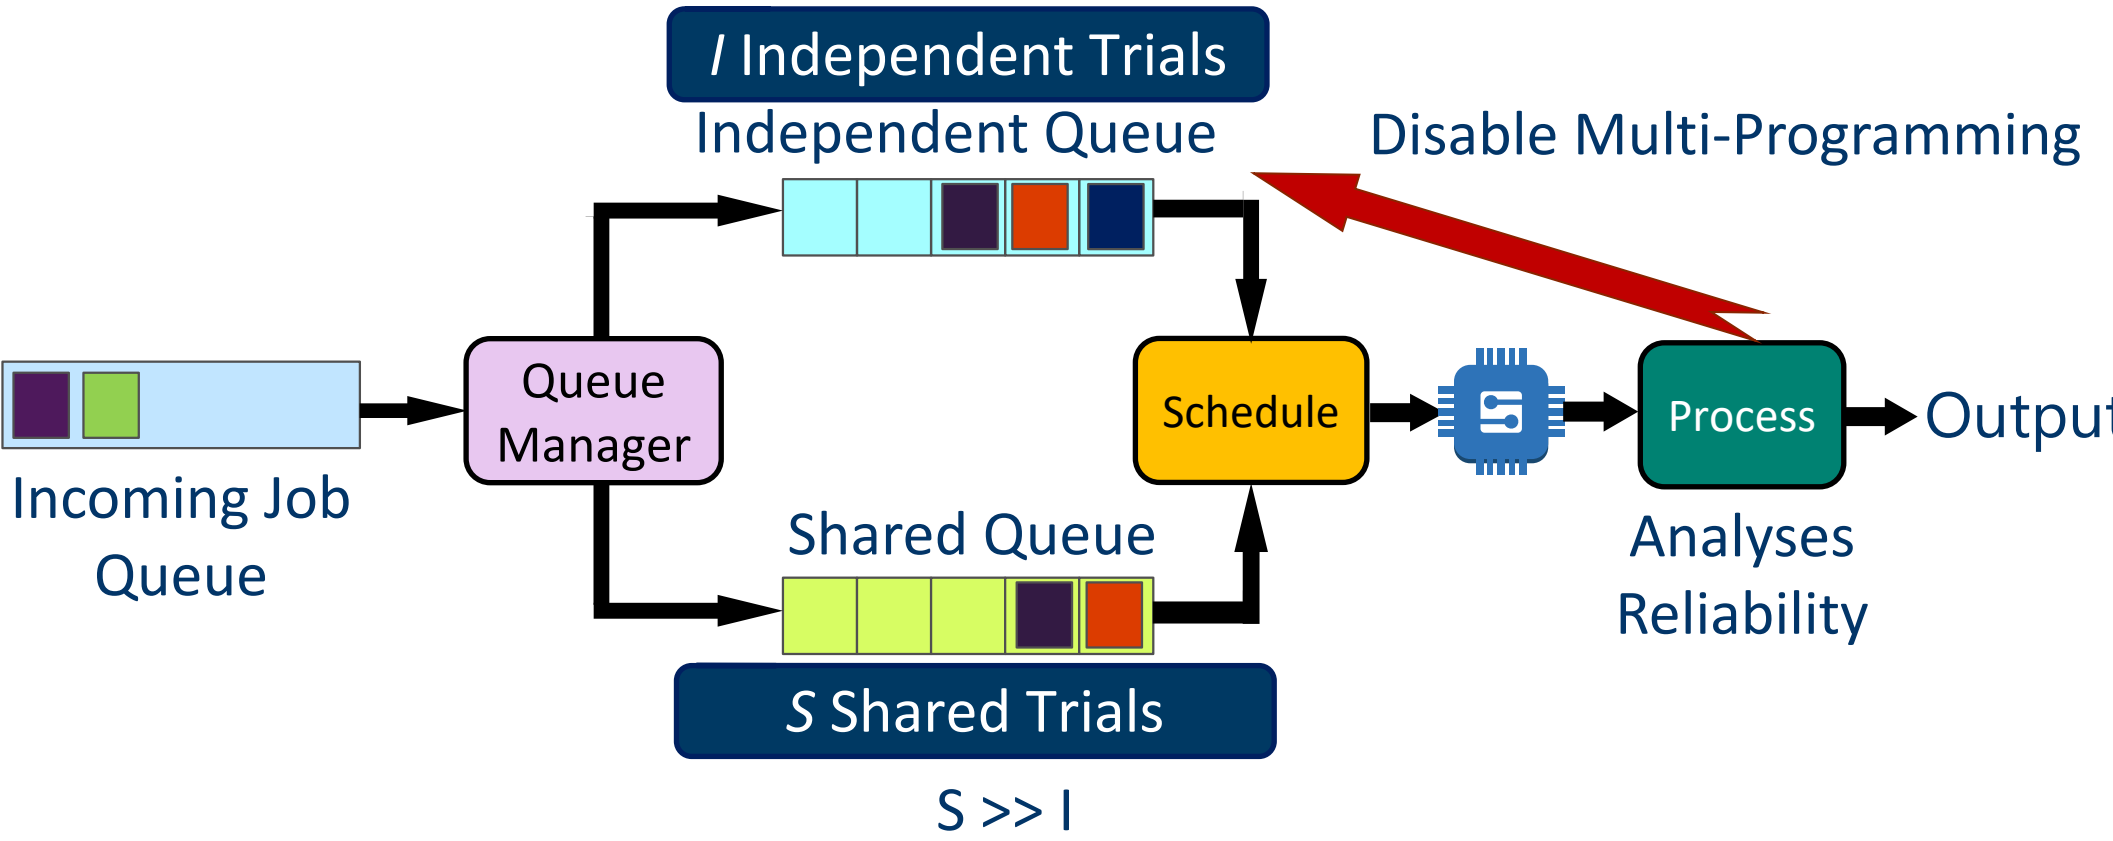 I Independent Trials
Independent Queue
Disable Multi-Programming
Queue
Manager
Schedule
Process
Output
Incoming Job
Queue
Shared Queue
Analyses
Reliability
S Shared Trials
S >> I